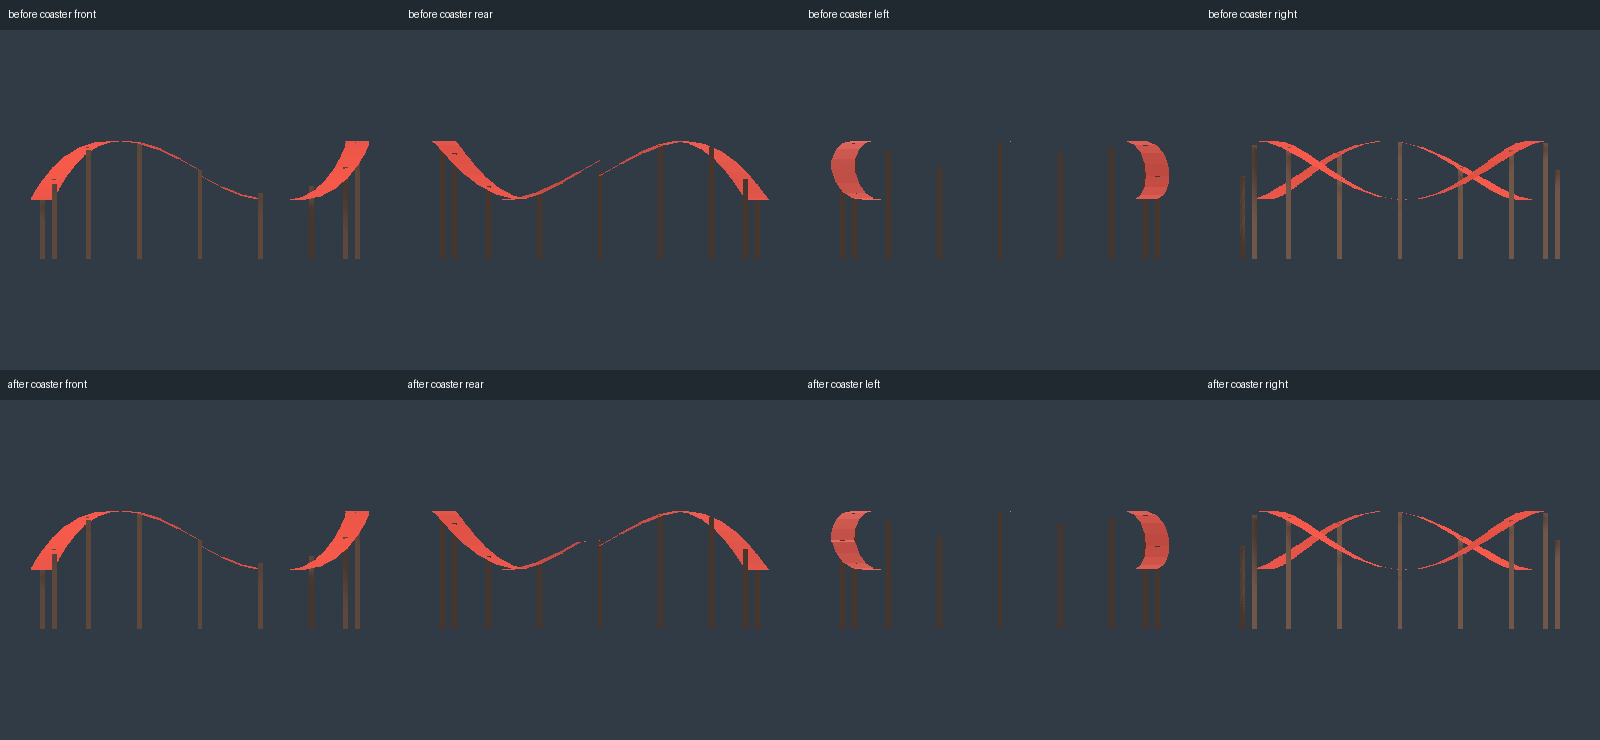 before coaster front
before coaster rear
before coaster left
before coaster right
after coaster front
after coaster rear
after coaster left
after coaster right